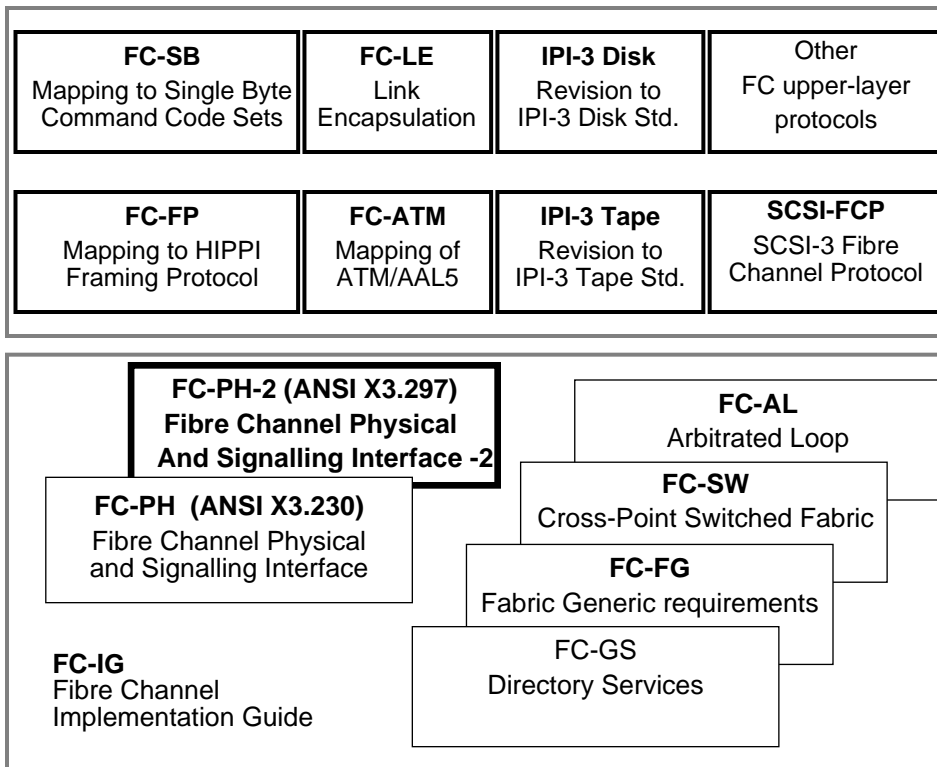 FC-SB
Mapping to Single Byte
Command Code Sets
FC-LE
Link
Encapsulation
IPI-3 Disk
Revision to
IPI-3 Disk Std.
Other
FC upper-layer
protocols
FC-FP
Mapping to HIPPI
Framing Protocol
FC-ATM
Mapping of
ATM/AAL5
IPI-3 Tape
Revision to
IPI-3 Tape Std.
SCSI-FCP
SCSI-3 Fibre
Channel Protocol
FC-PH-2 (ANSI X3.297)
Fibre Channel Physical
And Signalling Interface -2
FC-PH (ANSI X3.230)
Fibre Channel Physical
and Signalling Interface
FC-AL
Arbitrated Loop
FC-SW
Cross-Point Switched Fabric
FC-FG
Fabric Generic requirements
FC-GS
Directory Services
FC-IG
Fibre Channel
Implementation Guide